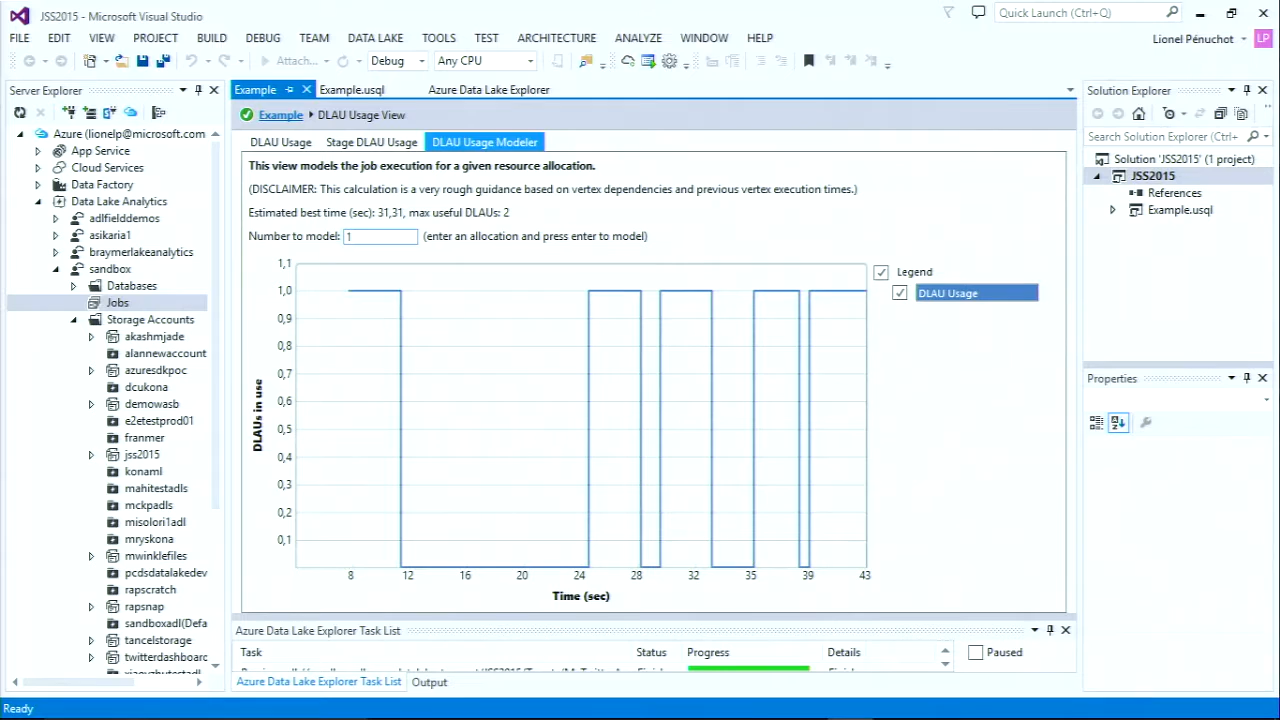 JSS2015 - Microsoft Visual Studio
Quick Launch (Ctrl+Q)
FILE EDIT VIEW PROJECT BUILD DEBUG TEAM DATA LAKE TOOLS TEST ARCHITECTURE ANALYZE WINDOW HELP
Lionel Pénuchot LP
Attach... Debug Any CPU
Server Explorer
Azure (lionelp@microsoft.com
App Service
Cloud Services
Data Factory
Data Lake Analytics
adlfielddemos
asikaria1
braymerlakeanalytics
sandbox
Databases
Jobs
Storage Accounts
akashmjade
alannewaccount
azuresdkpoc
dcukona
demowasb
e2etestprod01
franmer
jss2015
konaml
mahitestadls
mckpadls
misolori1adl
mryskona
mwinklefiles
pcdsdatalakedev
rapscratch
rapsnap
sandboxadl(Defa
tancelstorage
twitterdashboarc
Example Example.usql Azure Data Lake Explorer
Example DLAU Usage View
DLAU Usage Stage DLAU Usage DLAU Usage Modeler
This view models the job execution for a given resource allocation.
(DISCLAIMER: This calculation is a very rough guidance based on vertex dependencies and previous vertex execution times.)
Estimated best time (sec): 31,31, max useful DLAUs: 2
Number to model: 1 (enter an allocation and press enter to model)
1,1
1,0
0,9
0,8
0,7
0,6
0,5
0,4
0,3
0,2
0,1
DLAUs in use
8 12 16 20 24 28 32 35 39 43
Time (sec)
Legend
DLAU Usage
Azure Data Lake Explorer Task List
Task Status Progress Details
Paused
Azure Data Lake Explorer Task List Output
Solution Explorer
Search Solution Explorer (Ctrl+
Solution 'JSS2015' (1 project)
JSS2015
References
Example.usql
Properties
Ready